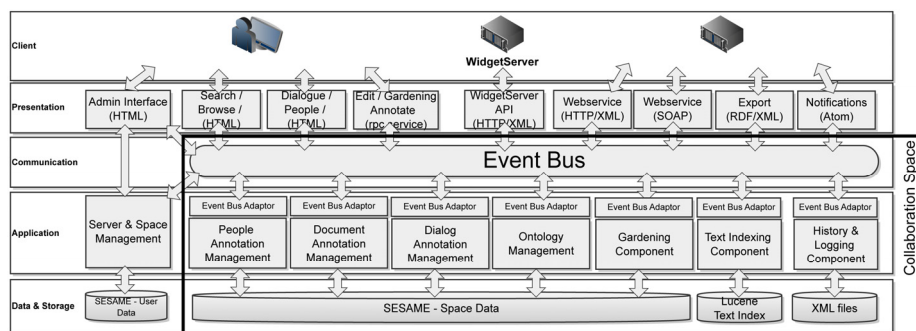 Client
WidgetServer
Presentation
Admin Interface
(HTML)
Search /
Browse /
(HTML)
Dialogue /
People /
(HTML)
Edit / Gardening
Annotate
(rpc service)
WidgetServer
API
(HTTP/XML)
Webservice
(HTTP/XML)
Webservice
(SOAP)
Export
(RDF/XML)
Notifications
(Atom)
Communication
Event Bus
Collaboration Space
Application
Server & Space
Management
Event Bus Adaptor
People
Annotation
Management
Event Bus Adaptor
Document
Annotation
Management
Event Bus Adaptor
Dialog
Annotation
Management
Event Bus Adaptor
Ontology
Management
Event Bus Adaptor
Gardening
Component
Event Bus Adaptor
Text Indexing
Component
Event Bus Adaptor
History &
Logging
Component
Data & Storage
SESAME - User
Data
SESAME - Space Data
Lucene
Text Index
XML files